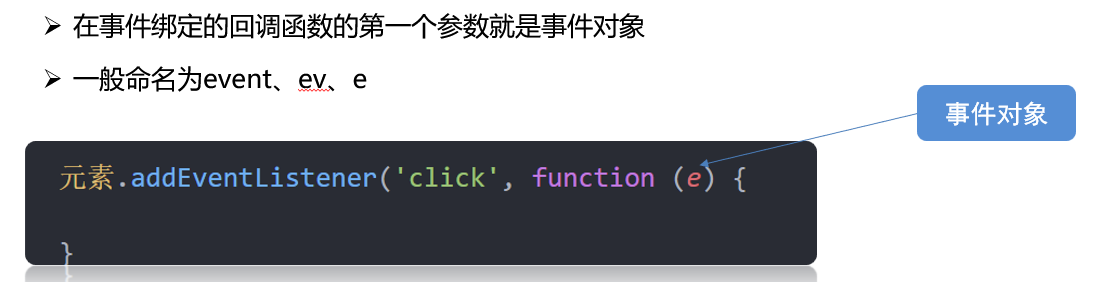 ➢ 在事件绑定的回调函数的第一个参数就是事件对象
➢ 一般命名为event、ev、e
事件对象
元素.addEventListener('click', function (e) {
}